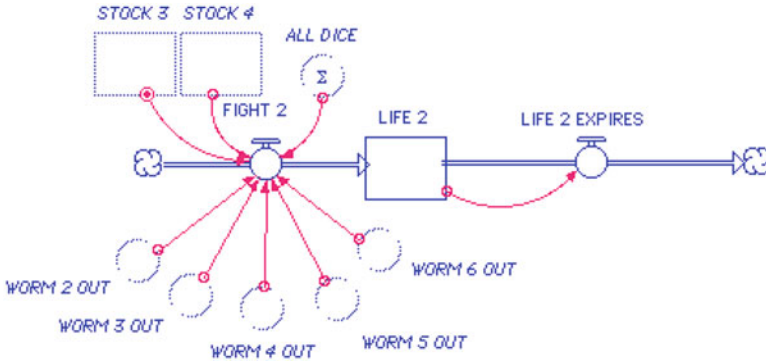 STOCK 3 STOCK 4
ALL DICE
Σ
FIGHT 2
LIFE 2
LIFE 2 EXPIRES
WORM 2 OUT
WORM 3 OUT
WORM 4 OUT
WORM 5 OUT
WORM 6 OUT